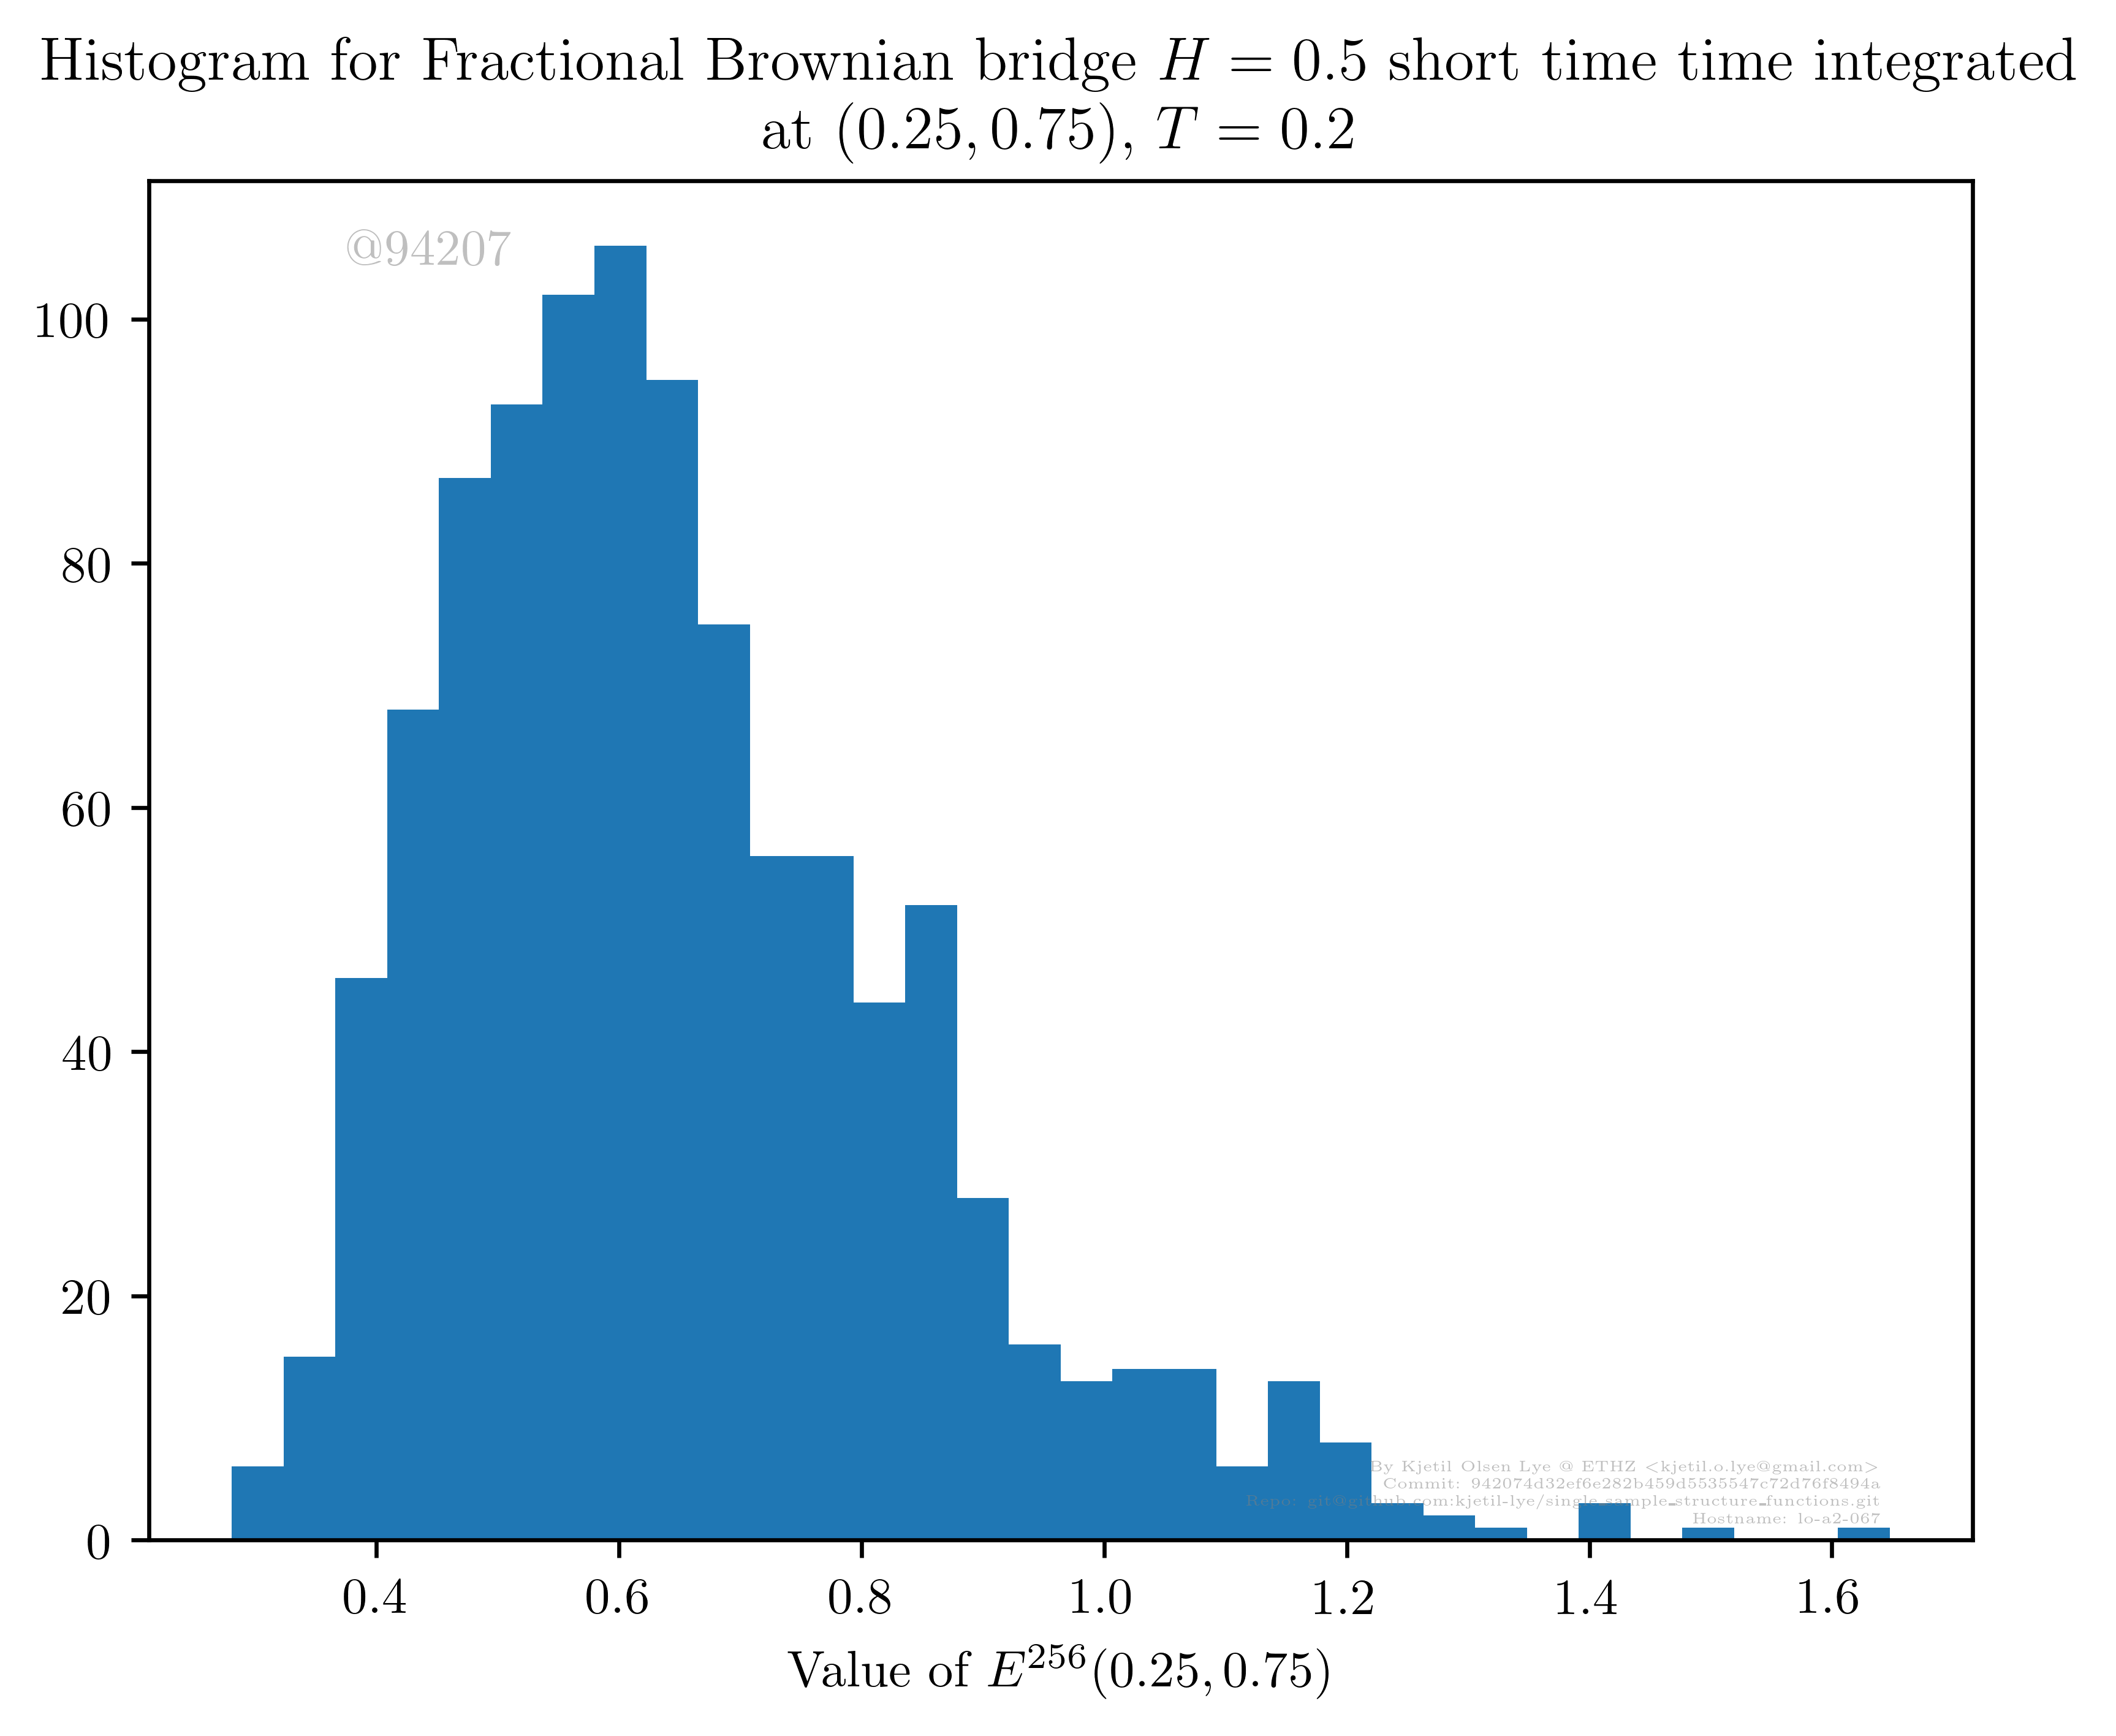 Histogram for Fractional Brownian bridge H = 0.5 short time time integrated
at (0.25, 0.75), T = 0.2
@94207
100
80
60
40
20
0
By Kjetil Olsen Lye @ ETHZ <kjetil.o.lye@gmail.com>
Commit: 942074d32ef6e282b459d5535547c72d76f8494a
Repo: git@github.com:kjetil-lye/single_sample_structure_functions.git
Hostname: lo-a2-067
0.4 0.6 0.8 1.0 1.2 1.4 1.6
Value of E^256(0.25, 0.75)